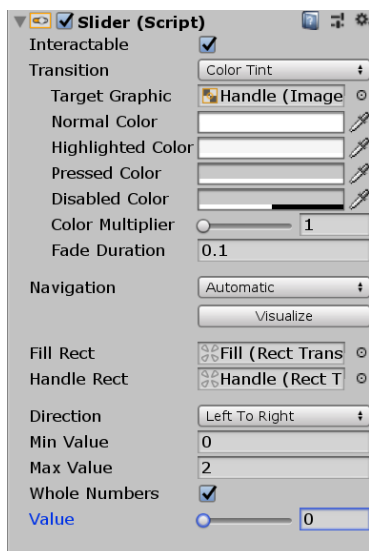 Slider (Script)
Interactable
Transition Color Tint
Target Graphic Handle (Image
Normal Color
Highlighted Color
Pressed Color
Disabled Color
Color Multiplier 1
Fade Duration 0.1
Navigation Automatic
Visualize
Fill Rect Fill (Rect Trans
Handle Rect Handle (Rect T
Direction Left To Right
Min Value 0
Max Value 2
Whole Numbers
Value 0